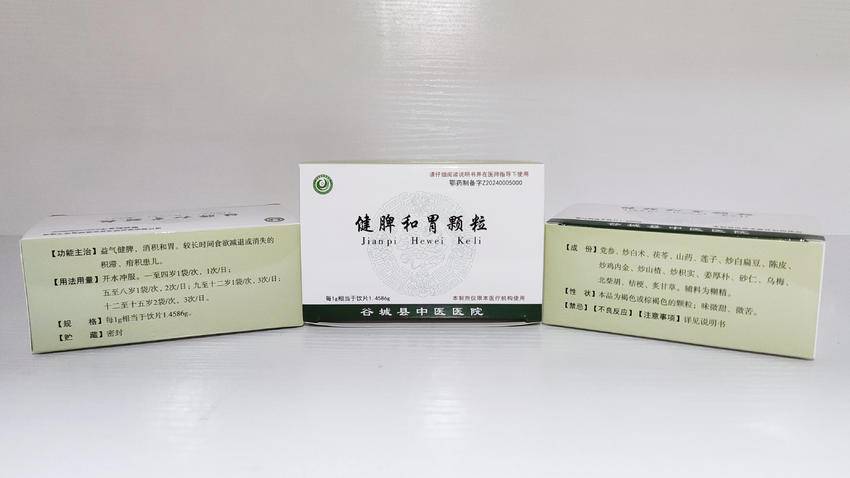 健脾和胃颗粒
【功能主治】益气健脾，消积和胃。较长时间食欲减退或消失的
积滞、疳积患儿。
【用法用量】开水冲服。一至四岁1袋/次，1次/日；
五至八岁1袋/次，2次/日；九至十二岁1袋/次，3次/日；
十二至十五岁2袋/次，3次/日。
【规 格】每1g相当于饮片1.4586g。
【贮 藏】密封
请仔细阅读说明书并在医师指导下使用
鄂药制备字Z20240005000
健脾和胃颗粒
Jianpi Hewei Keli
每1g相当于饮片1.4586g
本制剂仅限本医疗机构使用
谷城县中医医院
谷城县中医医院
【成 份】党参、炒白术、茯苓、山药、莲子、炒白扁豆、陈皮、
炒鸡内金、炒山楂、炒枳实、姜厚朴、砂仁、乌梅、
北柴胡、桔梗、炙甘草。辅料为糊精。
【性 状】本品为褐色或棕褐色的颗粒；味微甜、微苦。
【禁忌】【不良反应】【注意事项】详见说明书